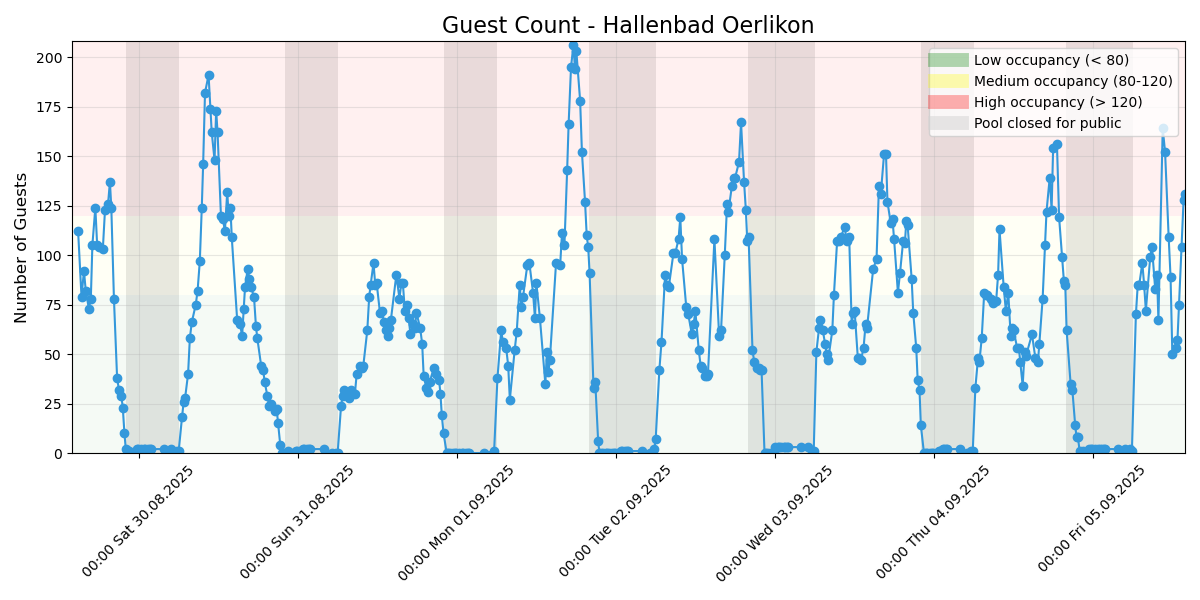 Guest Count - Hallenbad Oerlikon
Number of Guests
200
175
150
125
100
75
50
25
0
Low occupancy (< 80)
Medium occupancy (80-120)
High occupancy (> 120)
Pool closed for public
00:00 Sat 30.08.2025
00:00 Sun 31.08.2025
00:00 Mon 01.09.2025
00:00 Tue 02.09.2025
00:00 Wed 03.09.2025
00:00 Thu 04.09.2025
00:00 Fri 05.09.2025